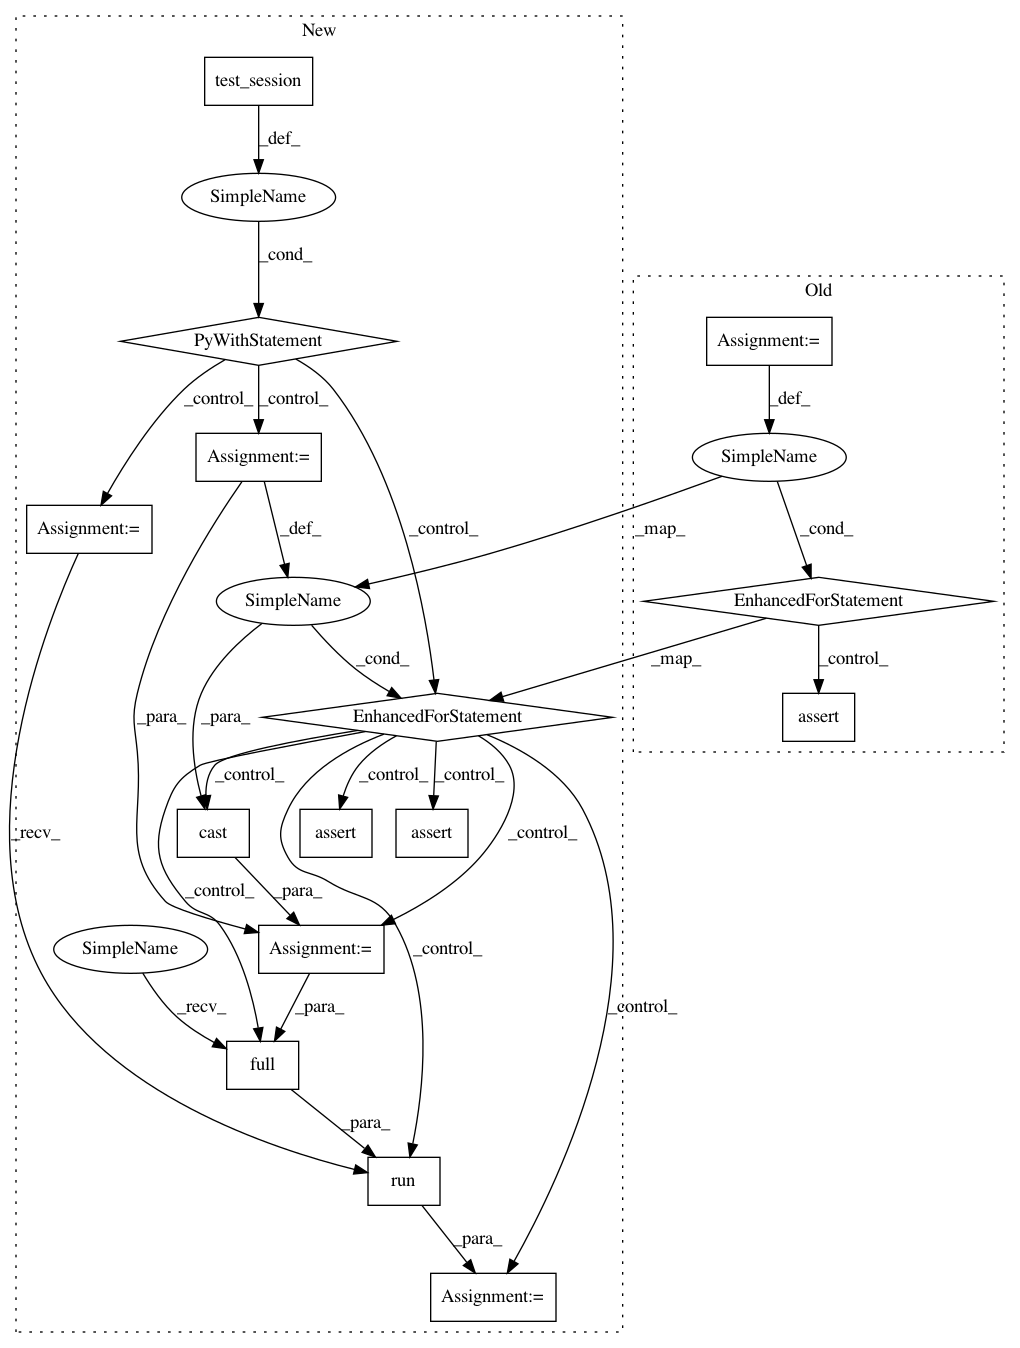 New
test_session
_def_
SimpleName
_cond_
Old
PyWithStatement
Assignment:=
_control_
_control_
_def_
Assignment:=
SimpleName
Assignment:=
_control_
_def_
_map_
_cond_
SimpleName
EnhancedForStatement
_cond_
_map_
_control_
_para_
_para_
EnhancedForStatement
assert
_control_
_control_
_control_
cast
assert
assert
_control_
_recv_
_para_
_control_
SimpleName
Assignment:=
_control_
_recv_
_para_
_control_
full
_para_
run
_para_
Assignment:=